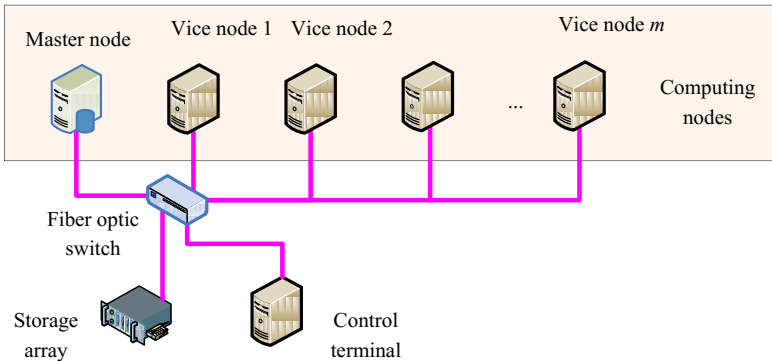 Master node
Vice node 1
Vice node 2
Vice node m
...
Computing
nodes
Fiber optic
switch
Storage
array
Control
terminal